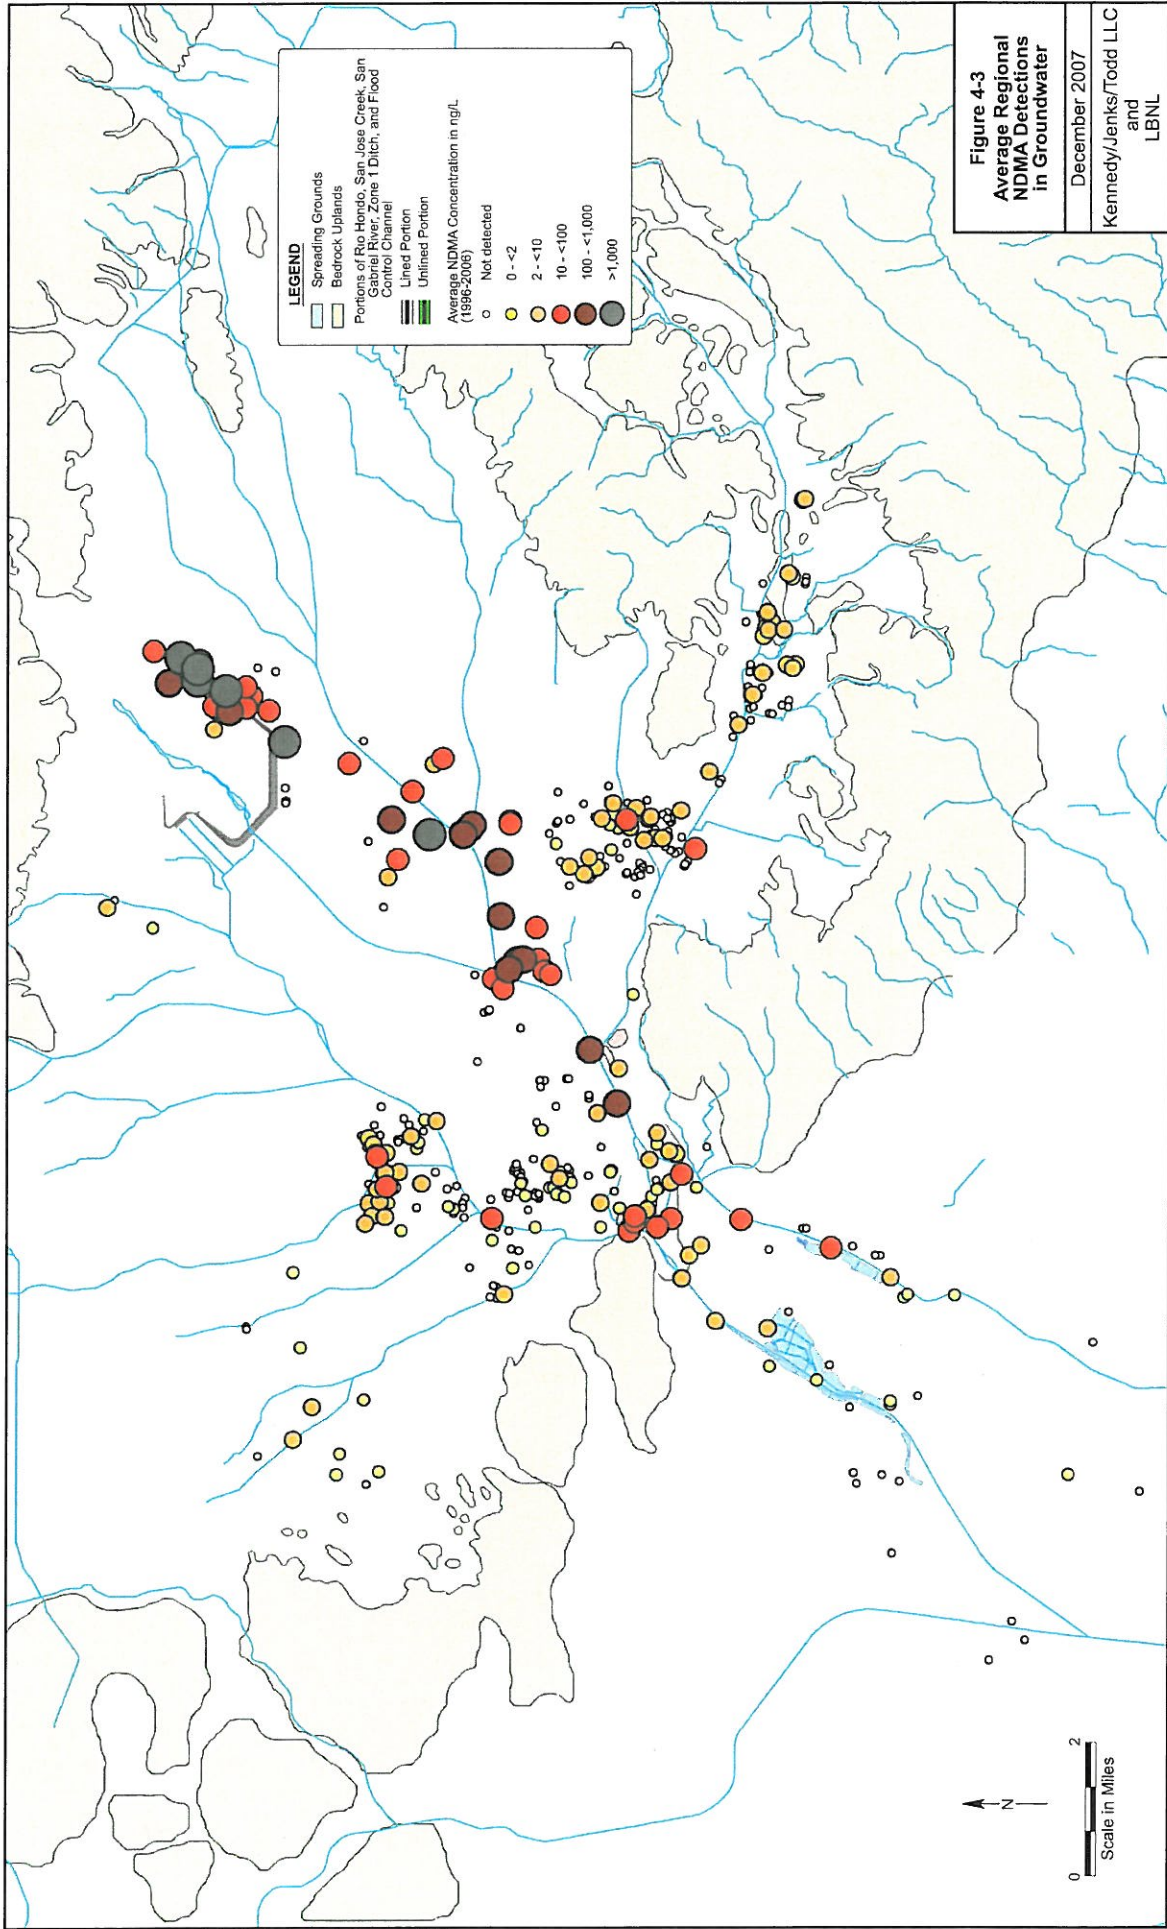 LEGEND
Spreading Grounds
Bedrock Uplands
Portions of Rio Hondo, San Jose Creek, San
Gabriel River, Zone 1 Ditch, and Flood
Control Channel
Lined Portion
Unlined Portion
Average NDMA Concentration in ng/L
(1996-2006)
Not detected
0 - <2
2 - <10
10 - <100
100 - <1,000
>1,000
N
0 2
Scale in Miles
Figure 4-3
Average Regional
NDMA Detections
in Groundwater
December 2007
Kennedy/Jenks/Todd LLC
and
LBNL